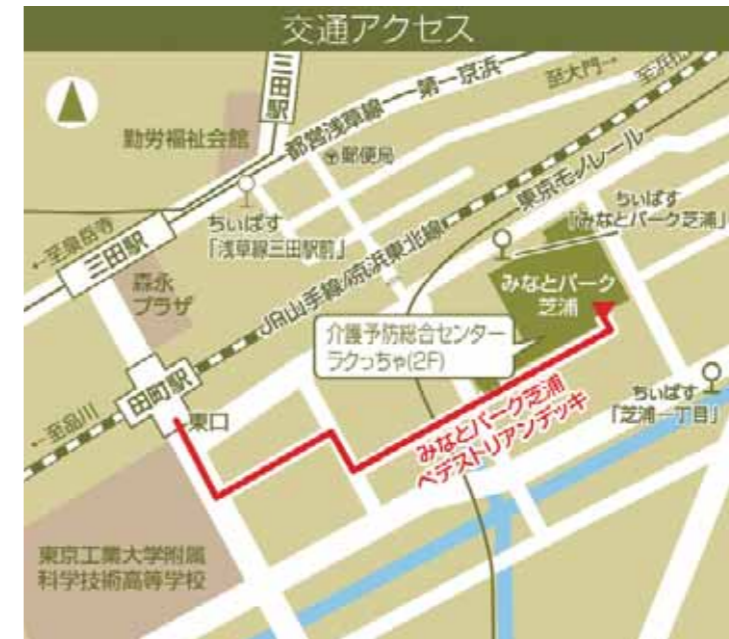 交通アクセス
三田駅
勤労福祉会館
都営浅草線
第一京浜
至大門→
至浜松
〒郵便局
東京モノレール
ちぃばす
「浅草線三田駅前」
ちぃばす
「みなとパーク芝浦」
←至泉岳寺
三田駅
森永
プラザ
JR山手線/京浜東北線
みなとパーク
芝浦
介護予防総合センター
ラクっちゃ(2F)
田町駅
←至品川
東口
みなとパーク芝浦
ペデストリアンデッキ
ちぃばす
「芝浦一丁目」
東京工業大学附属
科学技術高等学校